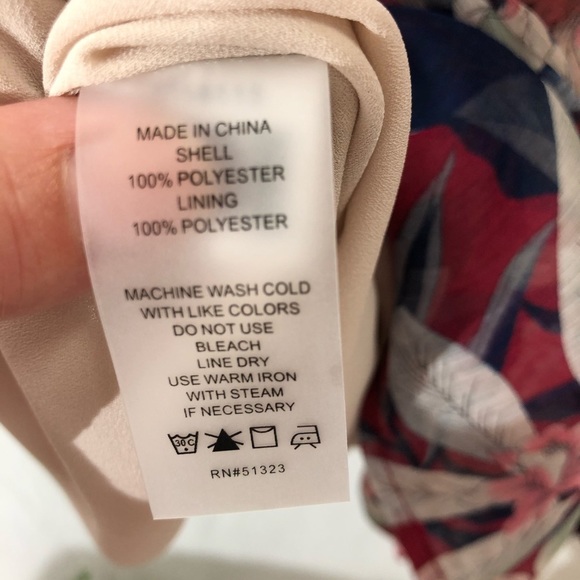 MADE IN CHINA
SHELL
100% POLYESTER
LINING
100% POLYESTER
MACHINE WASH COLD
WITH LIKE COLORS
DO NOT USE
BLEACH
LINE DRY
USE WARM IRON
WITH STEAM
IF NECESSARY
30C
RN#51323